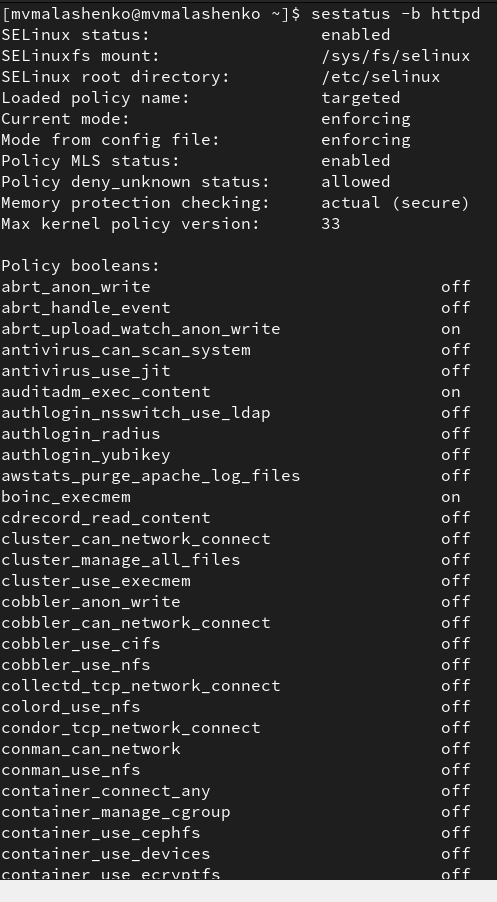 [mvmalashenko@mvmalashenko ~]$ sestatus -b httpd
SELinux status:                 enabled
SELinuxfs mount:                /sys/fs/selinux
SELinux root directory:         /etc/selinux
Loaded policy name:             targeted
Current mode:                   enforcing
Mode from config file:          enforcing
Policy MLS status:              enabled
Policy deny_unknown status:     allowed
Memory protection checking:     actual (secure)
Max kernel policy version:      33

Policy booleans:
abrt_anon_write                             off
abrt_handle_event                           off
abrt_upload_watch_anon_write                on
antivirus_can_scan_system                   off
antivirus_use_jit                           off
auditadm_exec_content                       on
authlogin_nsswitch_use_ldap                 off
authlogin_radius                            off
authlogin_yubikey                           off
awstats_purge_apache_log_files              off
boinc_execmem                               on
cdrecord_read_content                       off
cluster_can_network_connect                 off
cluster_manage_all_files                    off
cluster_use_execmem                         off
cobbler_anon_write                          off
cobbler_can_network_connect                 off
cobbler_use_cifs                            off
cobbler_use_nfs                             off
collectd_tcp_network_connect                off
colord_use_nfs                              off
condor_tcp_network_connect                  off
conman_can_network                          off
conman_use_nfs                              off
container_connect_any                       off
container_manage_cgroup                     off
container_use_cephfs                        off
container_use_devices                       off
container_use_ecryptfs                      off